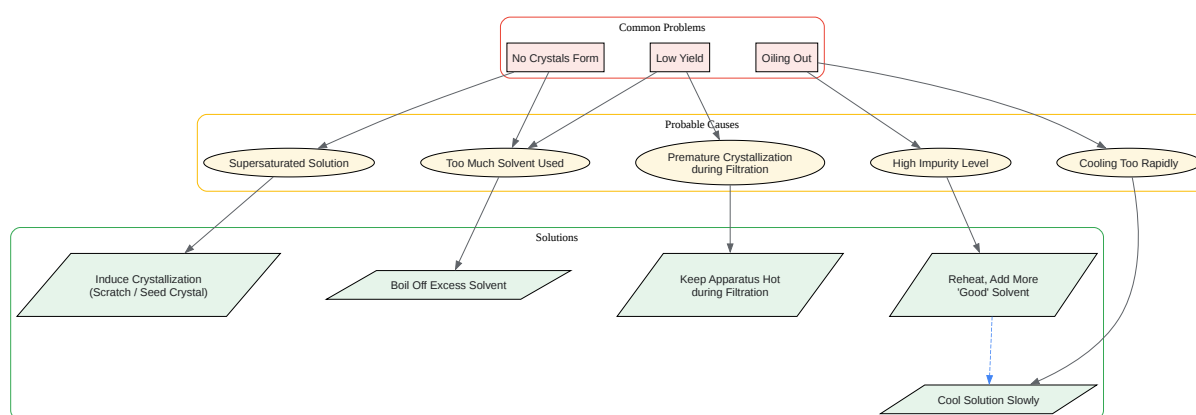 Common Problems
No Crystals Form
Low Yield
Oiling Out
Probable Causes
Supersaturated Solution
Too Much Solvent Used
Premature Crystallization
during Filtration
High Impurity Level
Cooling Too Rapidly
Solutions
Induce Crystallization
(Scratch / Seed Crystal)
Boil Off Excess Solvent
Keep Apparatus Hot
during Filtration
Reheat, Add More
'Good' Solvent
Cool Solution Slowly